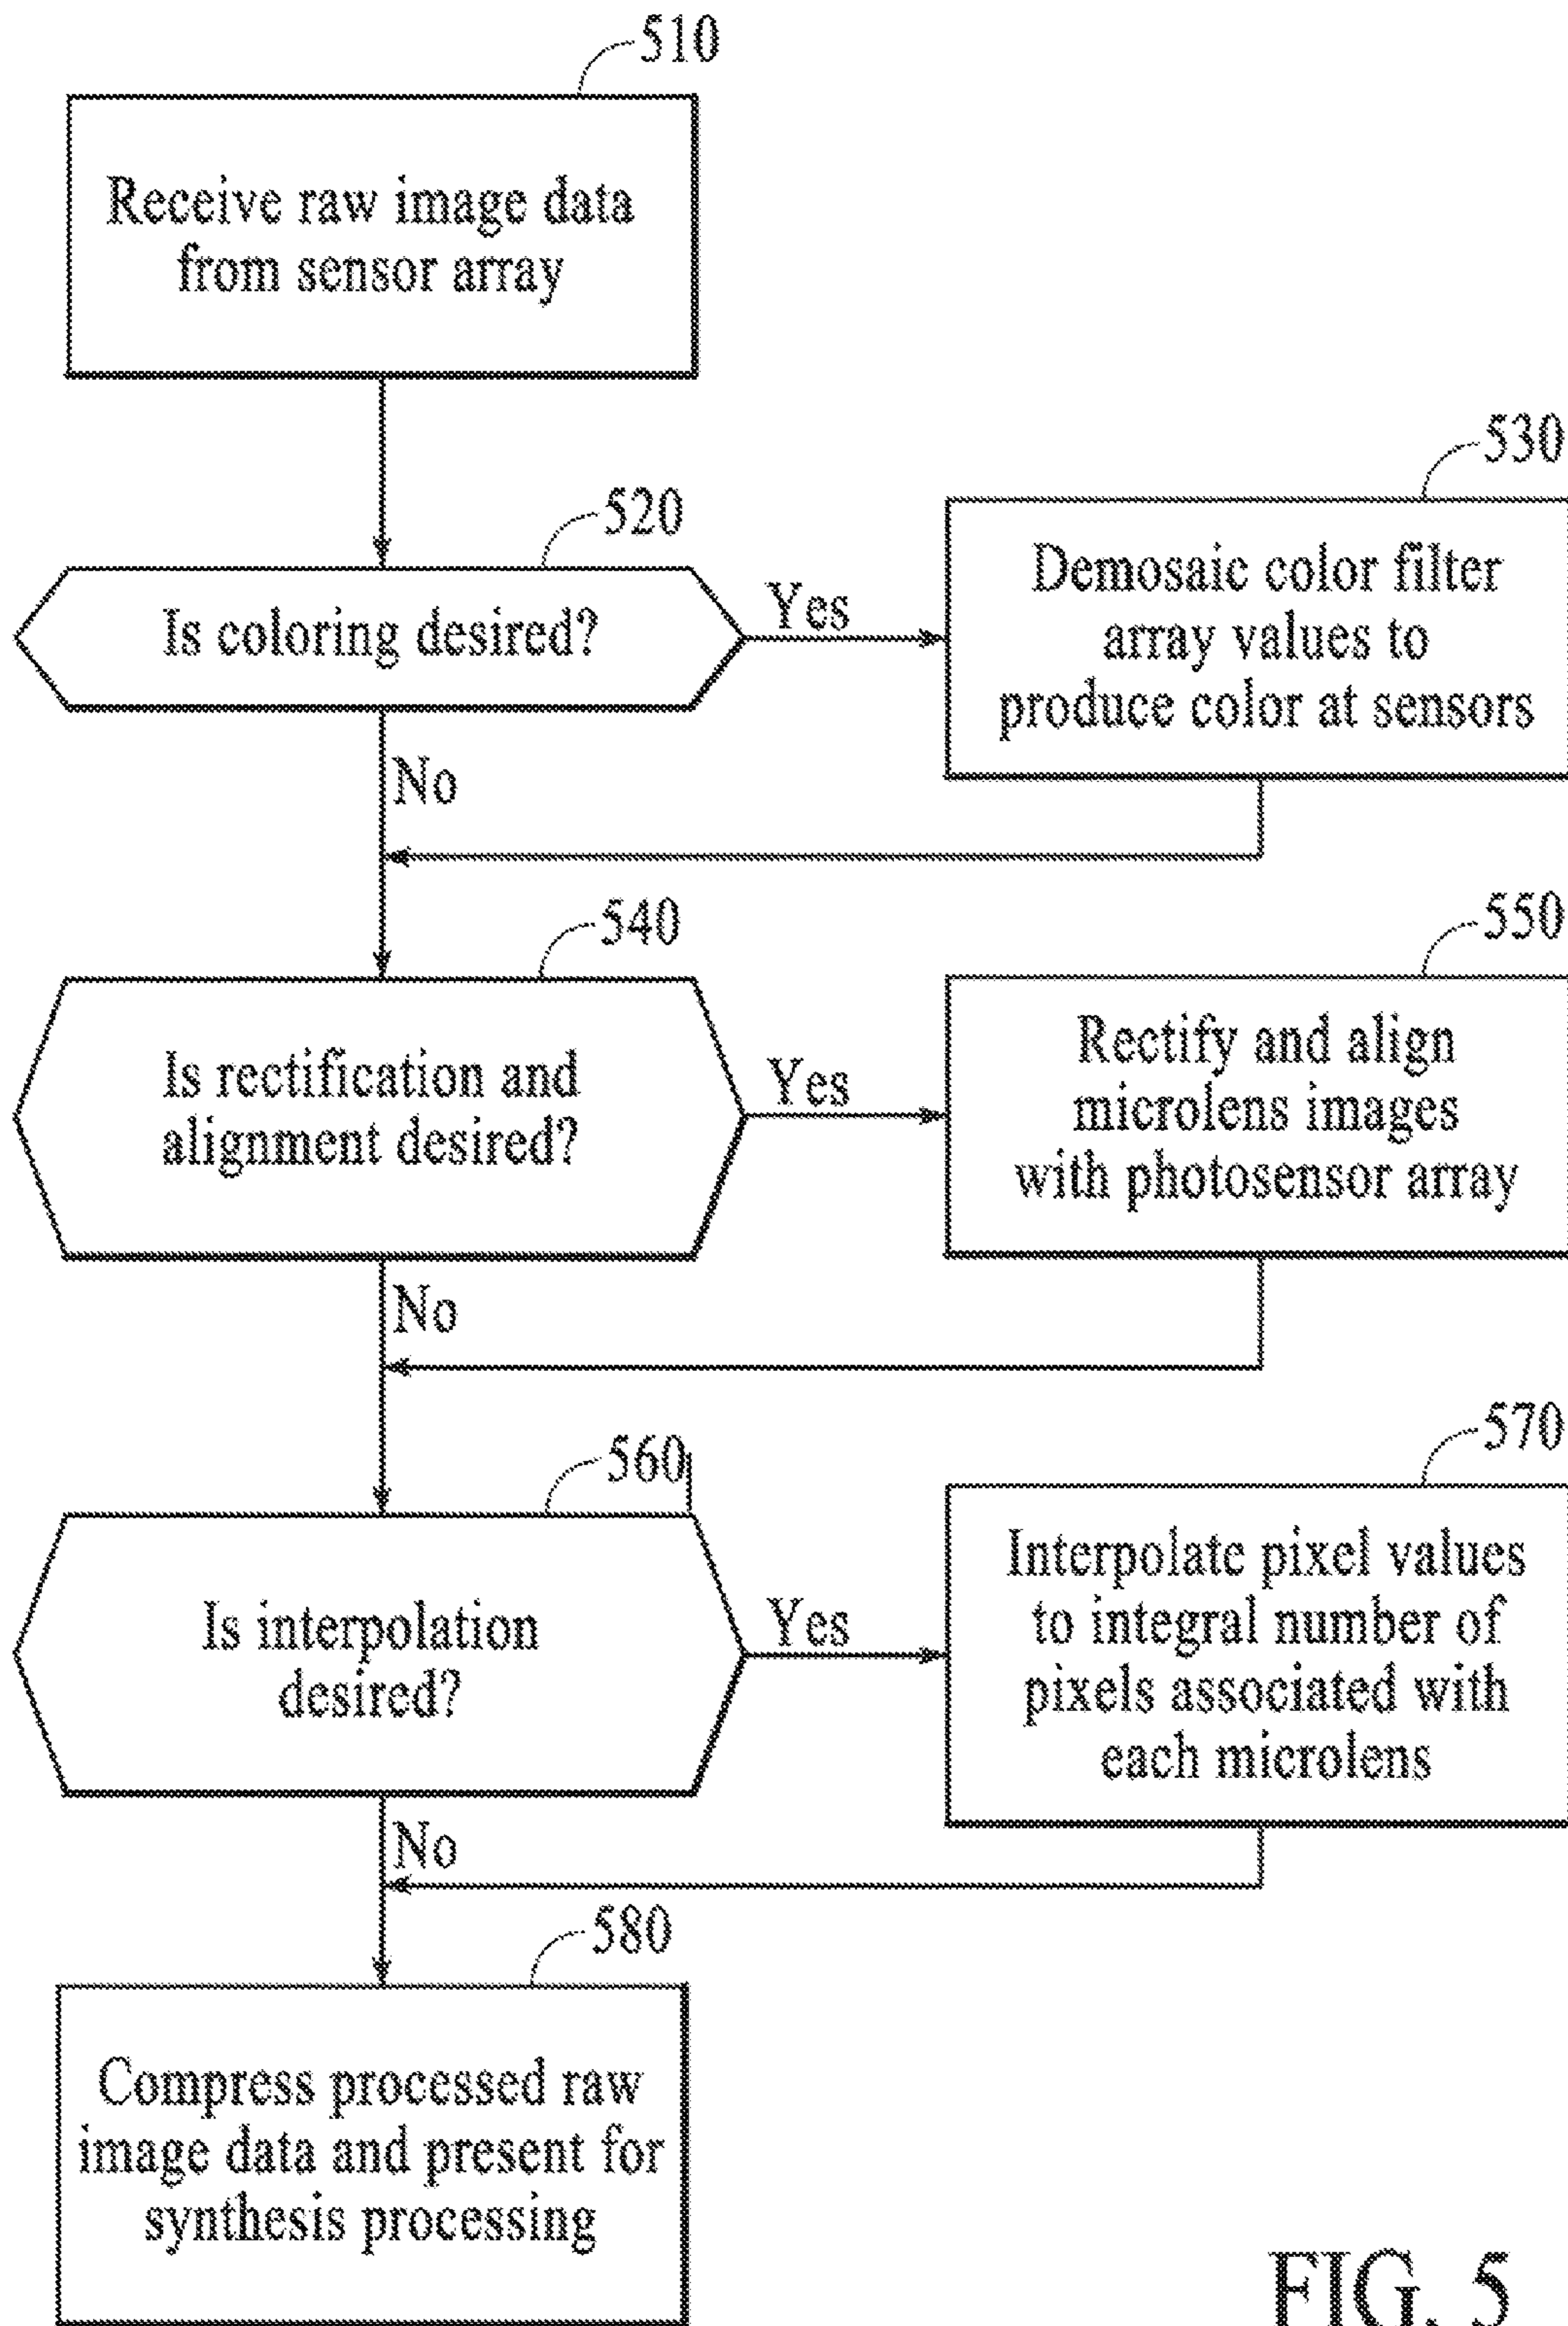 510
Receive raw image data
from sensor array
520
Is coloring desired?
Yes
530
Demosaic color filter
array values to
produce color at sensors
No
540
Is rectification and
alignment desired?
Yes
550
Rectify and align
microlens images
with photosensor array
No
560
Is interpolation
desired?
Yes
570
Interpolate pixel values
to integral number of
pixels associated with
each microlens
No
580
Compress processed raw
image data and present for
synthesis processing
FIG. 5